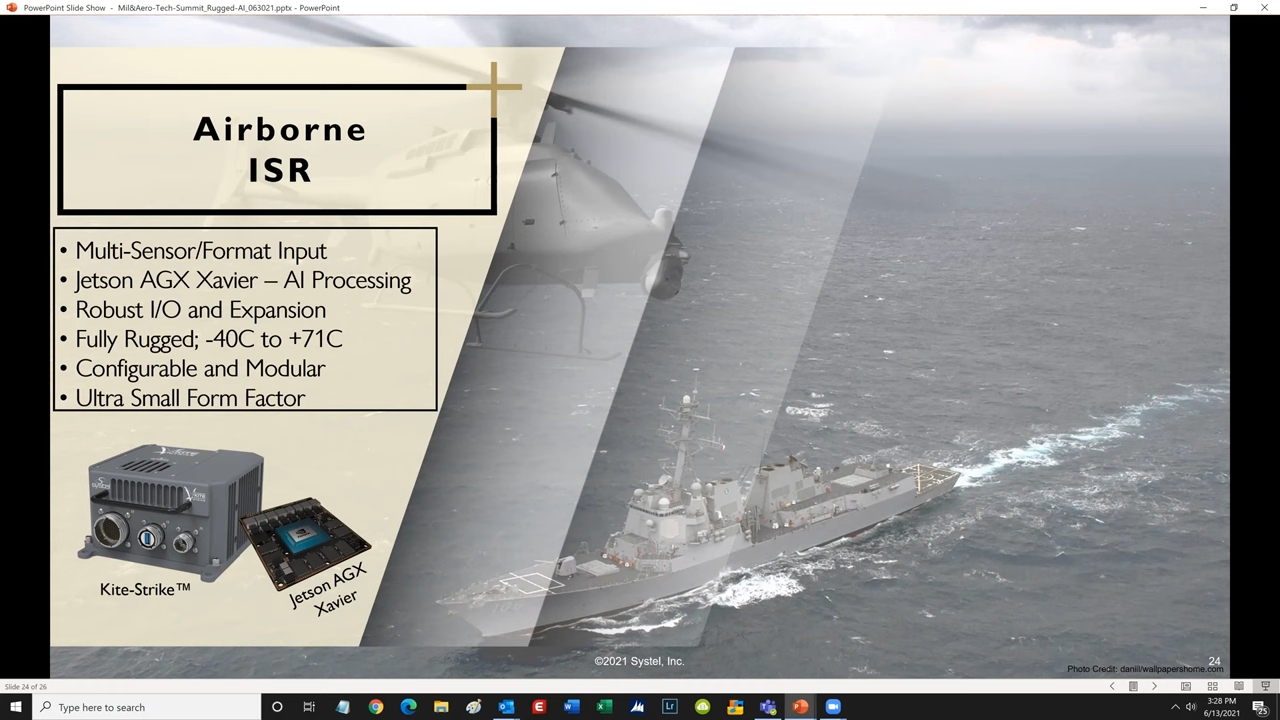 PowerPoint Slide Show - Mil&Aero-Tech-Summit_Rugged-AI_063021.pptx - PowerPoint
Airborne
ISR
• Multi-Sensor/Format Input
• Jetson AGX Xavier – AI Processing
• Robust I/O and Expansion
• Fully Rugged; -40C to +71C
• Configurable and Modular
• Ultra Small Form Factor
Kite-Strike™
Jetson AGX
Xavier
©2021 Systel, Inc.
24
Photo Credit: daniil/wallpapershome.com
Slide 24 of 26
Type here to search
3:28 PM
6/13/2021
25